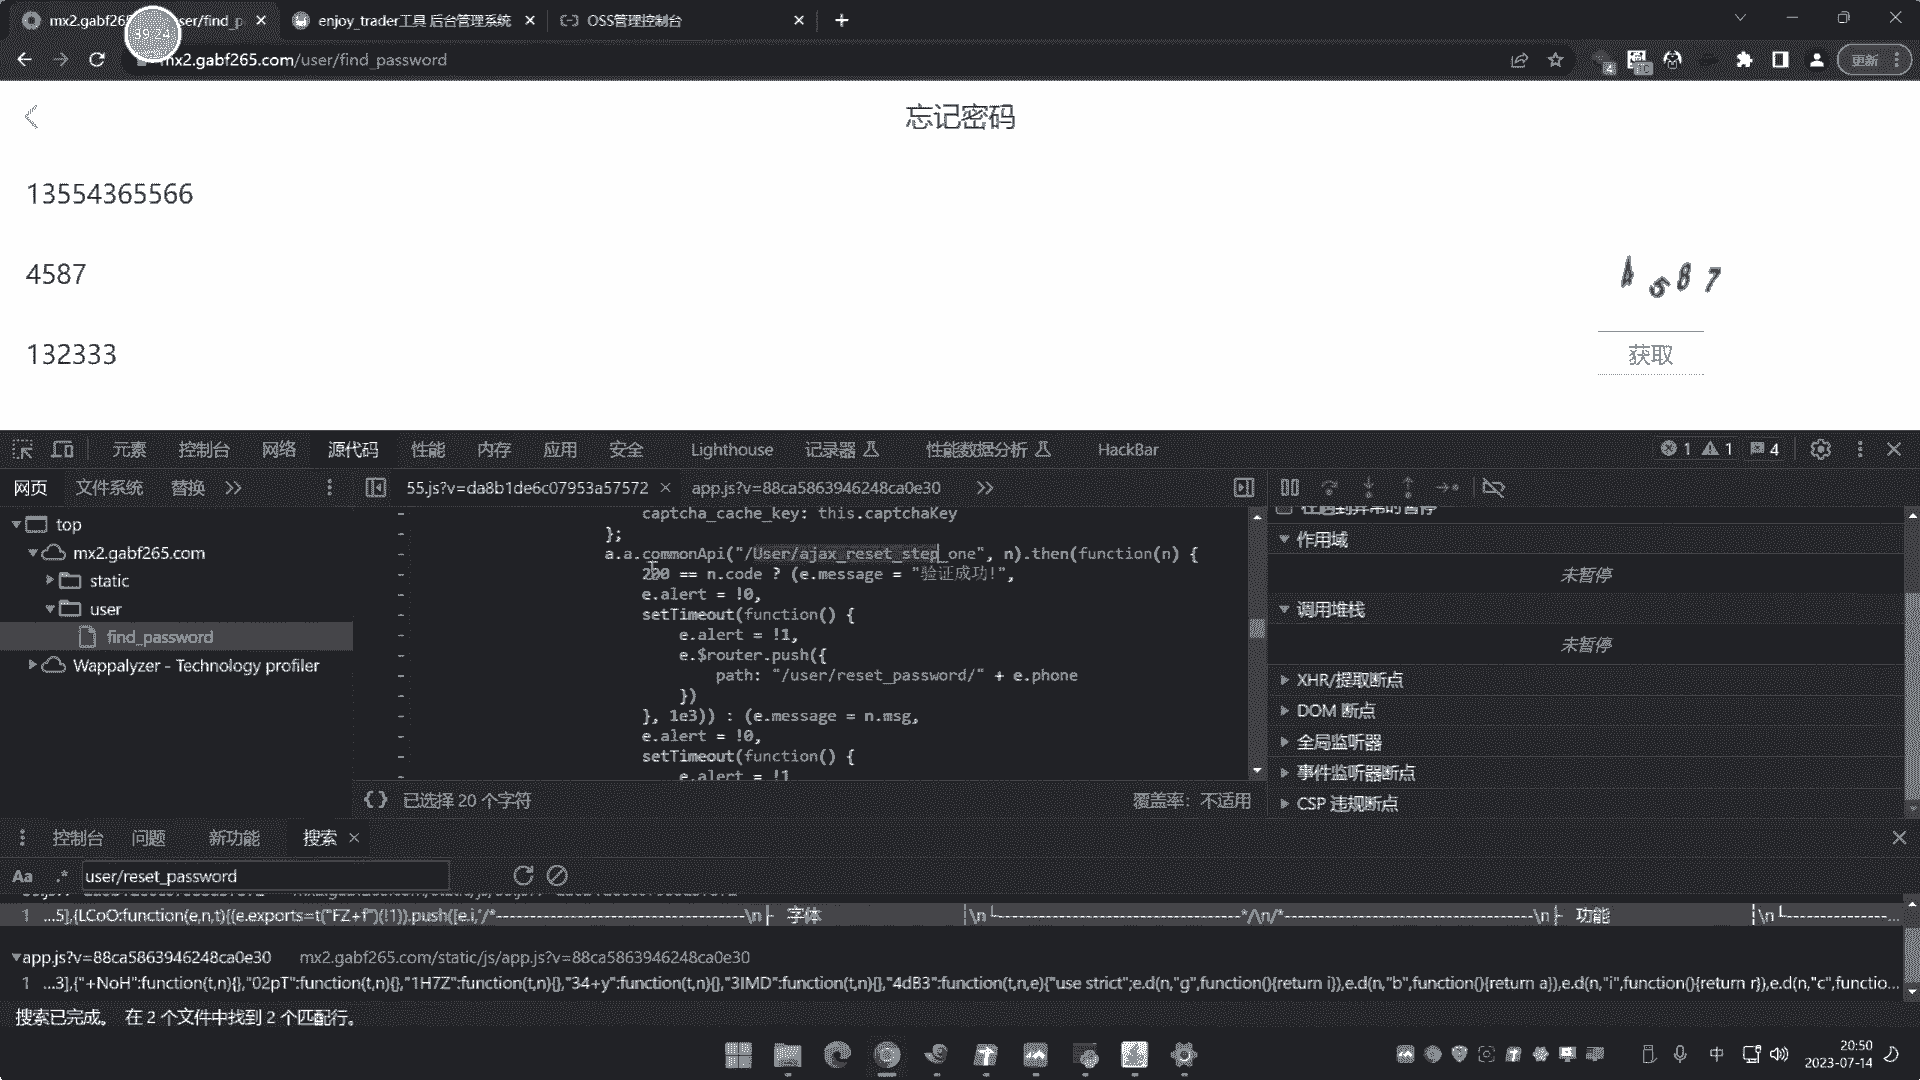 mx2.gabf265 user/find_p
enjoy_trader工具 后台管理系统
OSS管理控制台
39:24
mx2.gabf265.com/user/find_password
更新
忘记密码
13554365566
4587
4587
132333
获取
元素 控制台 网络 源代码 性能 内存 应用 安全 Lighthouse 记录器 性能数据分析 HackBar
1 1 4
网页 文件系统 替换
55.js?v=da8b1de6c07953a57572
app.js?v=88ca5863946248ca0e30
top
mx2.gabf265.com
static
user
find_password
Wappalyzer - Technology profiler
captcha_cache_key: this.captchaKey
};
a.a.commonApi("/User/ajax_reset_step_one", n).then(function(n) {
200 == n.code ? (e.message = "验证成功!",
e.alert = !0,
setTimeout(function() {
e.alert = !1,
e.$router.push({
path: "/user/reset_password/" + e.phone
})
}, 1e3)) : (e.message = n.msg,
e.alert = !0,
setTimeout(function() {
e.alert = !1
{} 已选择 20 个字符
覆盖率: 不适用
在遇到异常时暂停
作用域
未暂停
调用堆栈
未暂停
XHR/提取断点
DOM 断点
全局监听器
事件监听器断点
CSP 违规断点
控制台 问题 新功能 搜索
Aa .* user/reset_password
1 ...5],{LCoO:function(e,n,t){(e.exports=t("FZ+f")(!1)).push([e.i,'/*----------------------------------\n├ 字体 ¦\n└----------------------------------*/\n/*----------------------------------\n├ 功能 ¦\n└---------------...
app.js?v=88ca5863946248ca0e30 mx2.gabf265.com/static/js/app.js?v=88ca5863946248ca0e30
1 ...3],{"+NoH":function(t,n){},"02pT":function(t,n){},"1H7Z":function(t,n){},"34+y":function(t,n){},"3IMD":function(t,n){},"4dB3":function(t,n,e){"use strict";e.d(n,"g",function(){return i}),e.d(n,"b",function(){return a}),e.d(n,"i",function(){return r}),e.d(n,"c",functio...
搜索已完成。 在 2 个文件中找到 2 个匹配行。
中
20:50
2023-07-14